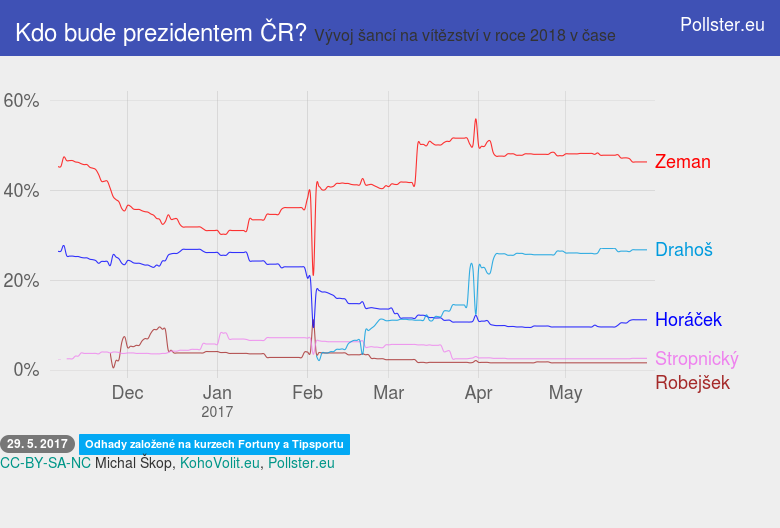 Kdo bude prezidentem ČR? Vývoj šancí na vítězství v roce 2018 v čase
Pollster.eu
60%
40%
20%
0%
Zeman
Drahoš
Horáček
Stropnický
Robejšek
Dec Jan Feb Mar Apr May
2017
29. 5. 2017 Odhady založené na kurzech Fortuny a Tipsportu
CC-BY-SA-NC Michal Škop, KohoVolit.eu, Pollster.eu